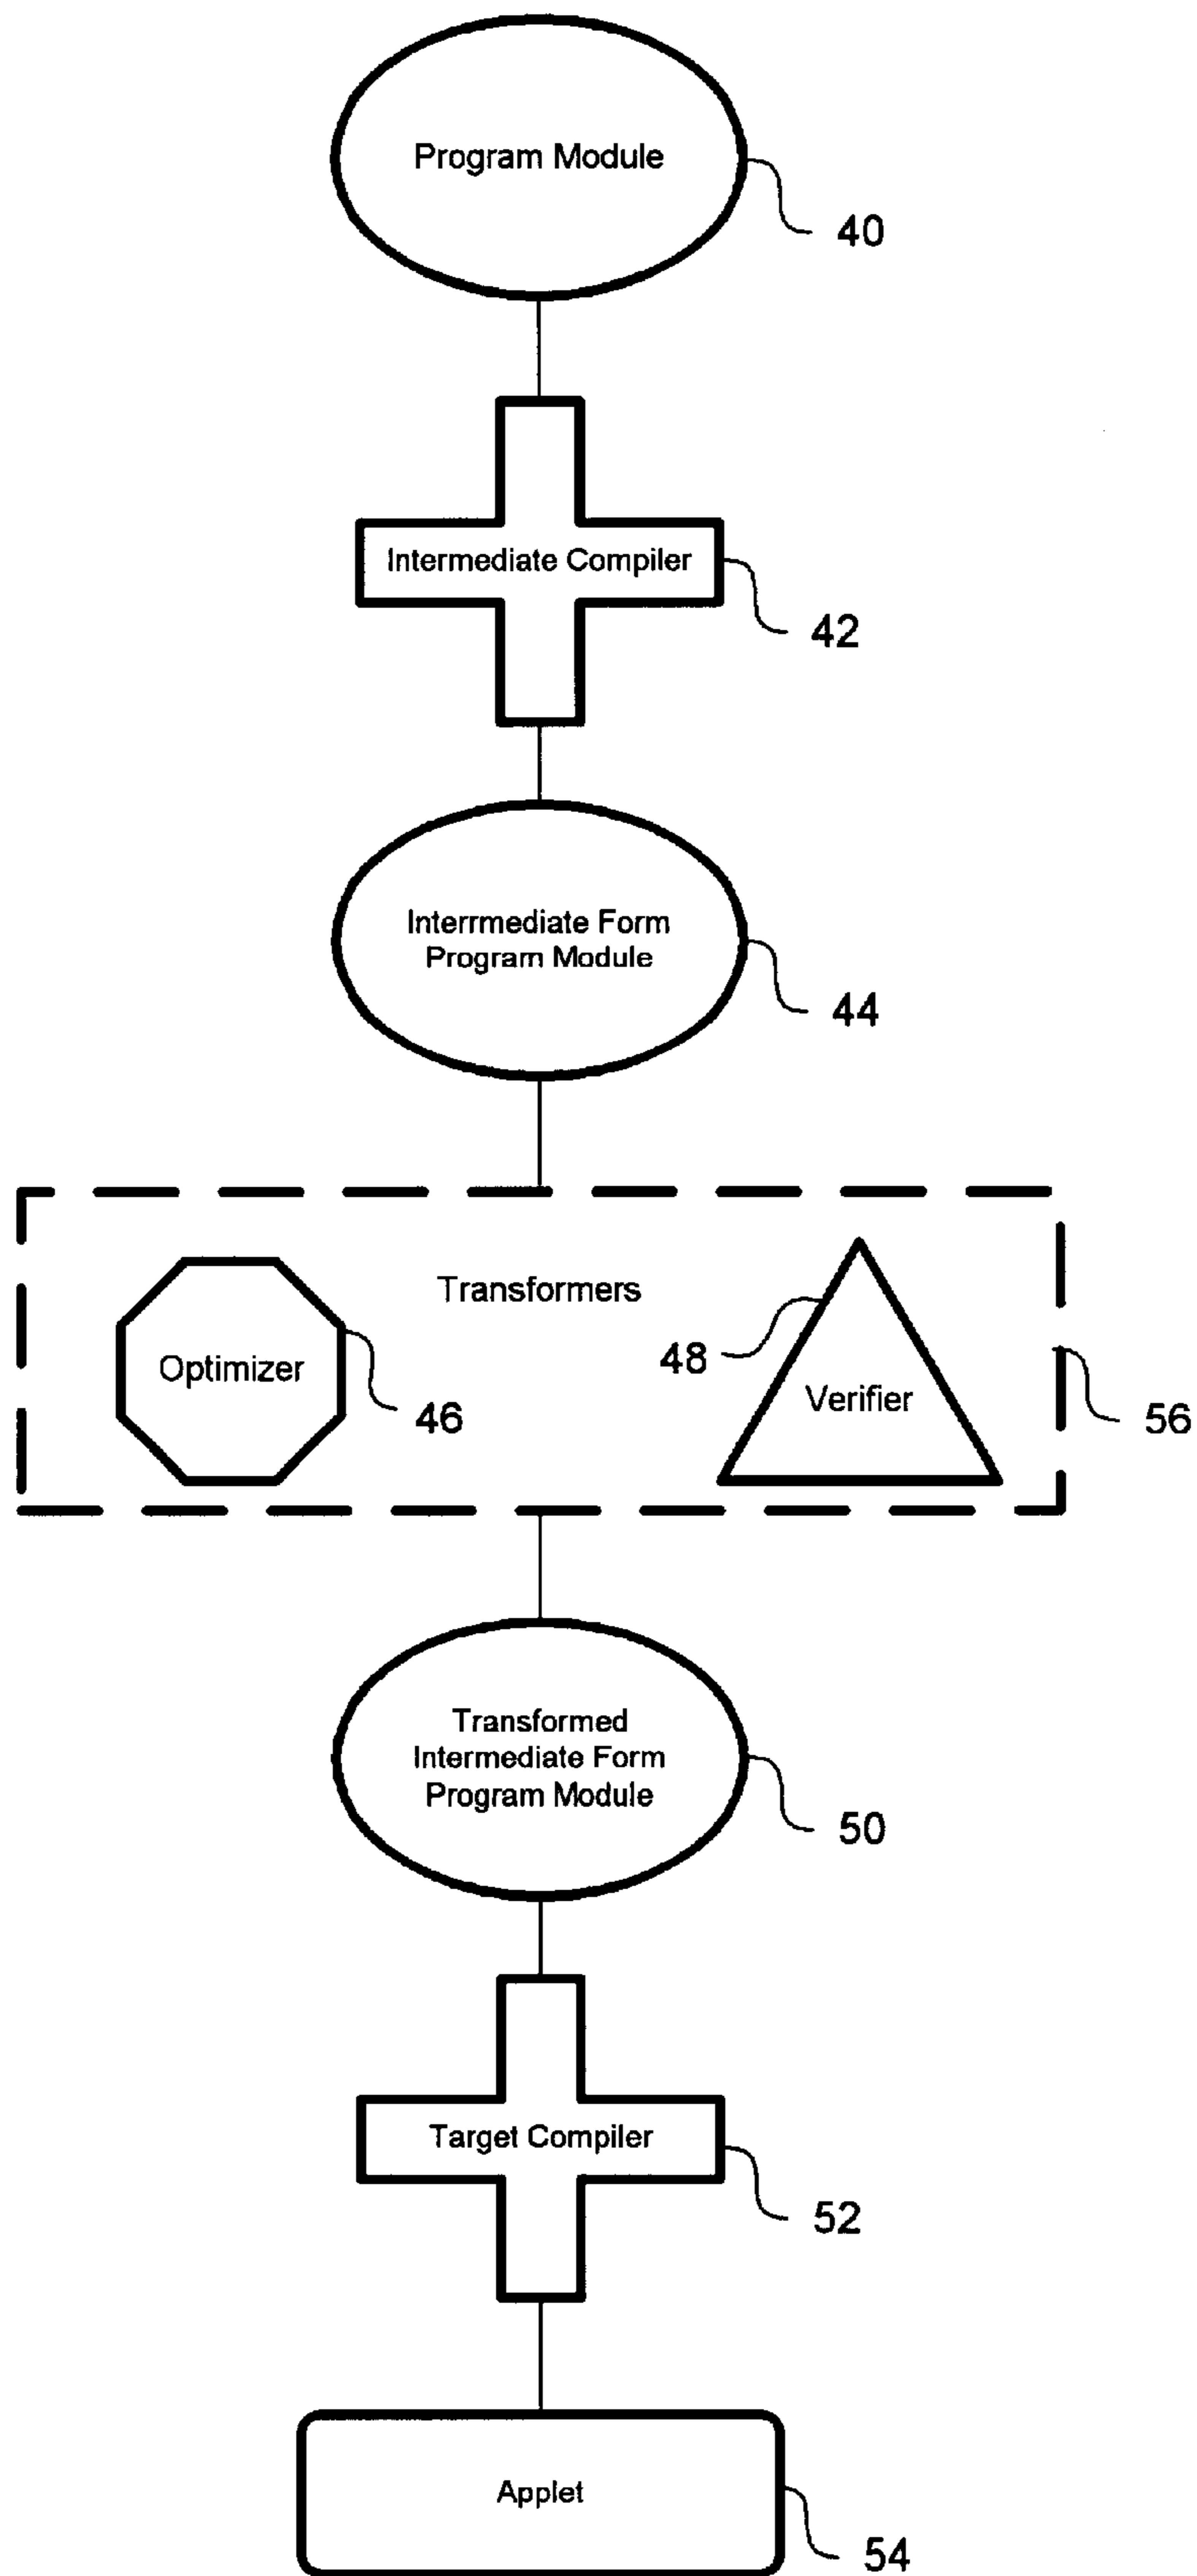 Program Module
40
Intermediate Compiler
42
Interrmediate Form
Program Module
44
Transformers
Optimizer
46
48
Verifier
56
Transformed
Intermediate Form
Program Module
50
Target Compiler
52
Applet
54